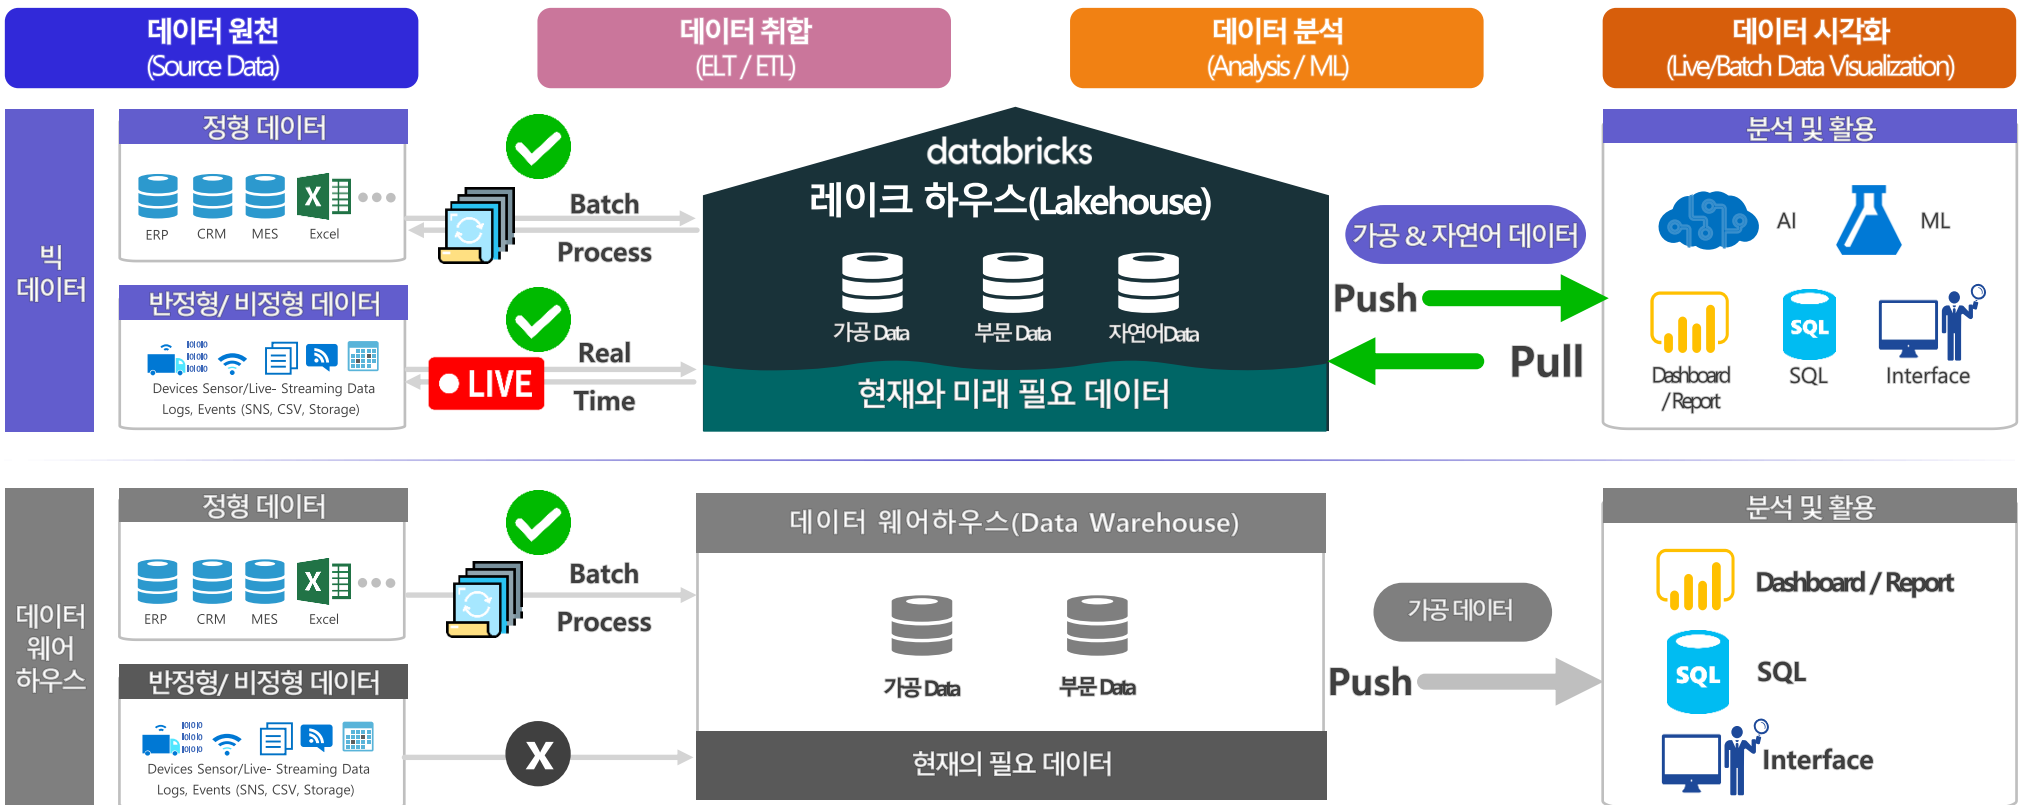 데이터 원천
(Source Data)
데이터 취합
(ELT / ETL)
데이터 분석
(Analysis / ML)
데이터 시각화
(Live/Batch Data Visualization)
빅
데이터
정형 데이터
X
ERP
CRM
MES
Excel
Batch
Process
반정형/ 비정형 데이터
Devices Sensor/Live- Streaming Data
Logs, Events (SNS, CSV, Storage)
LIVE
Real
Time
databricks
레이크 하우스(Lakehouse)
가공 Data
부문 Data
자연어Data
현재와 미래 필요 데이터
가공 & 자연어 데이터
Push
Pull
분석 및 활용
AI
ML
Dashboard
/ Report
SQL
SQL
Interface
데이터
웨어
하우스
정형 데이터
X
ERP
CRM
MES
Excel
Batch
Process
반정형/ 비정형 데이터
Devices Sensor/Live- Streaming Data
Logs, Events (SNS, CSV, Storage)
X
데이터 웨어하우스(Data Warehouse)
가공 Data
부문 Data
현재의 필요 데이터
가공 데이터
Push
분석 및 활용
Dashboard / Report
SQL
SQL
Interface